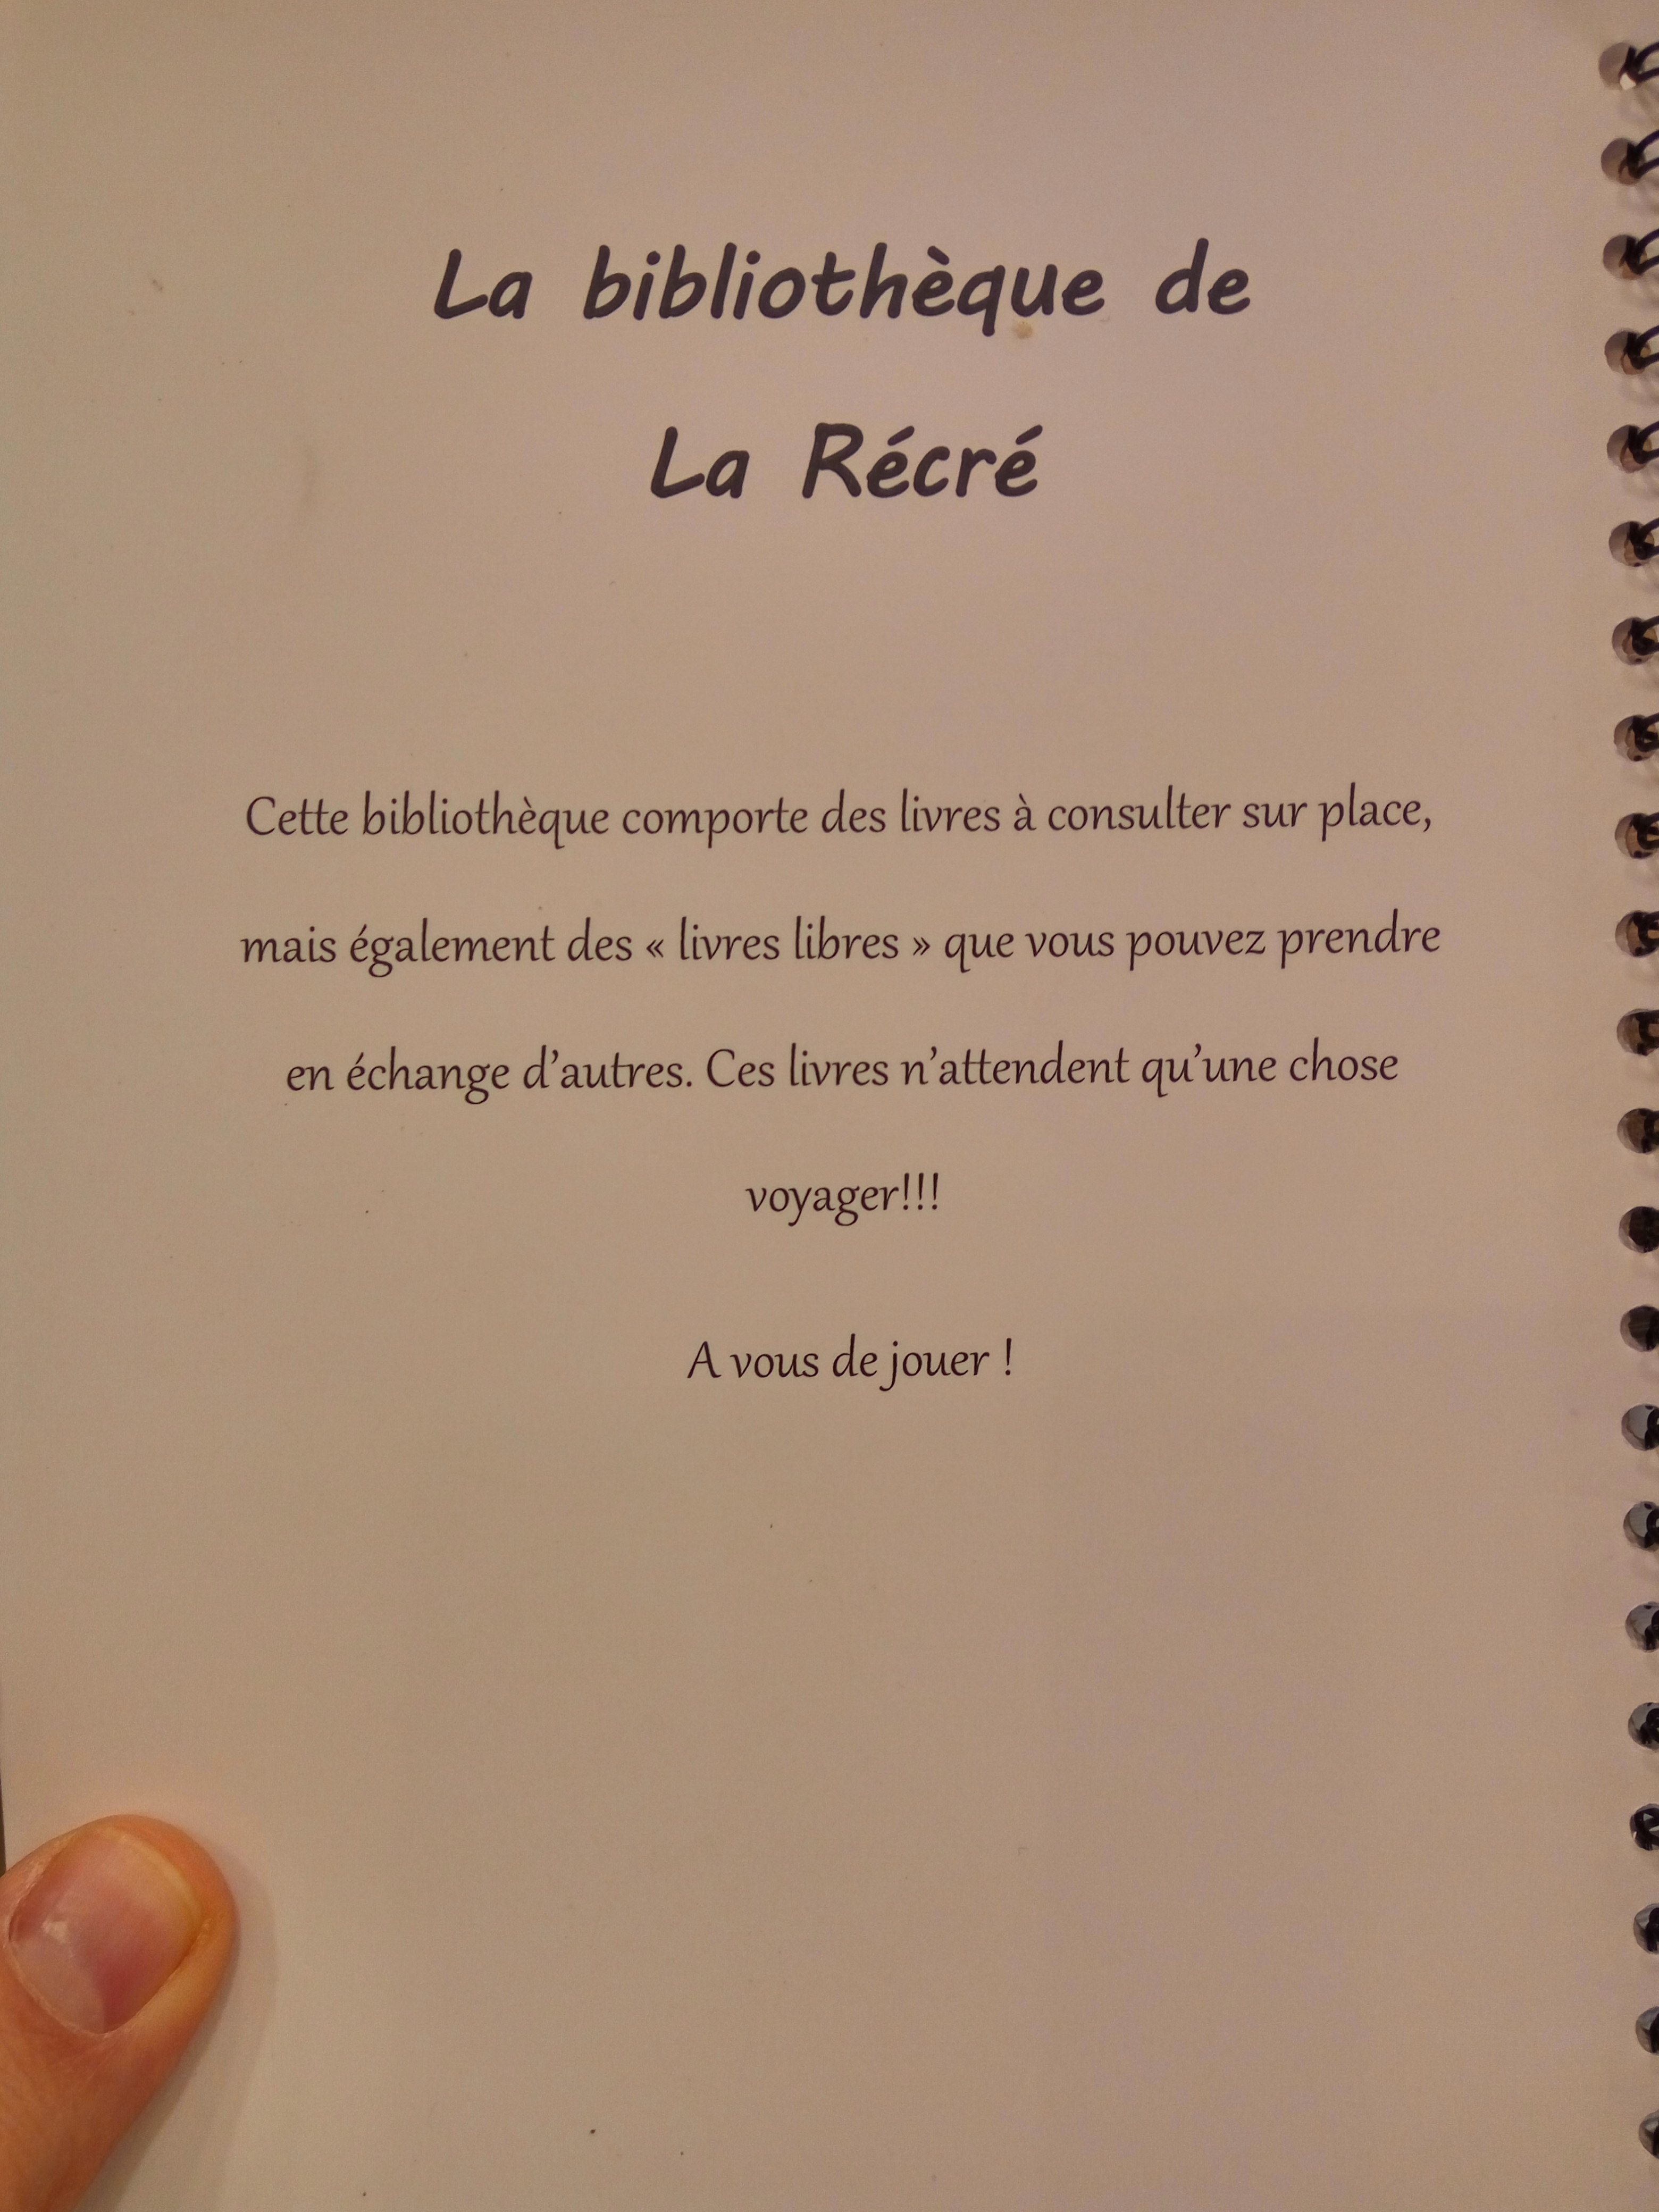 La bibliothèque de
La Récré
Cette bibliothèque comporte des livres à consulter sur place,
mais également des « livres libres » que vous pouvez prendre
en échange d’autres. Ces livres n’attendent qu’une chose
voyager!!!
A vous de jouer !